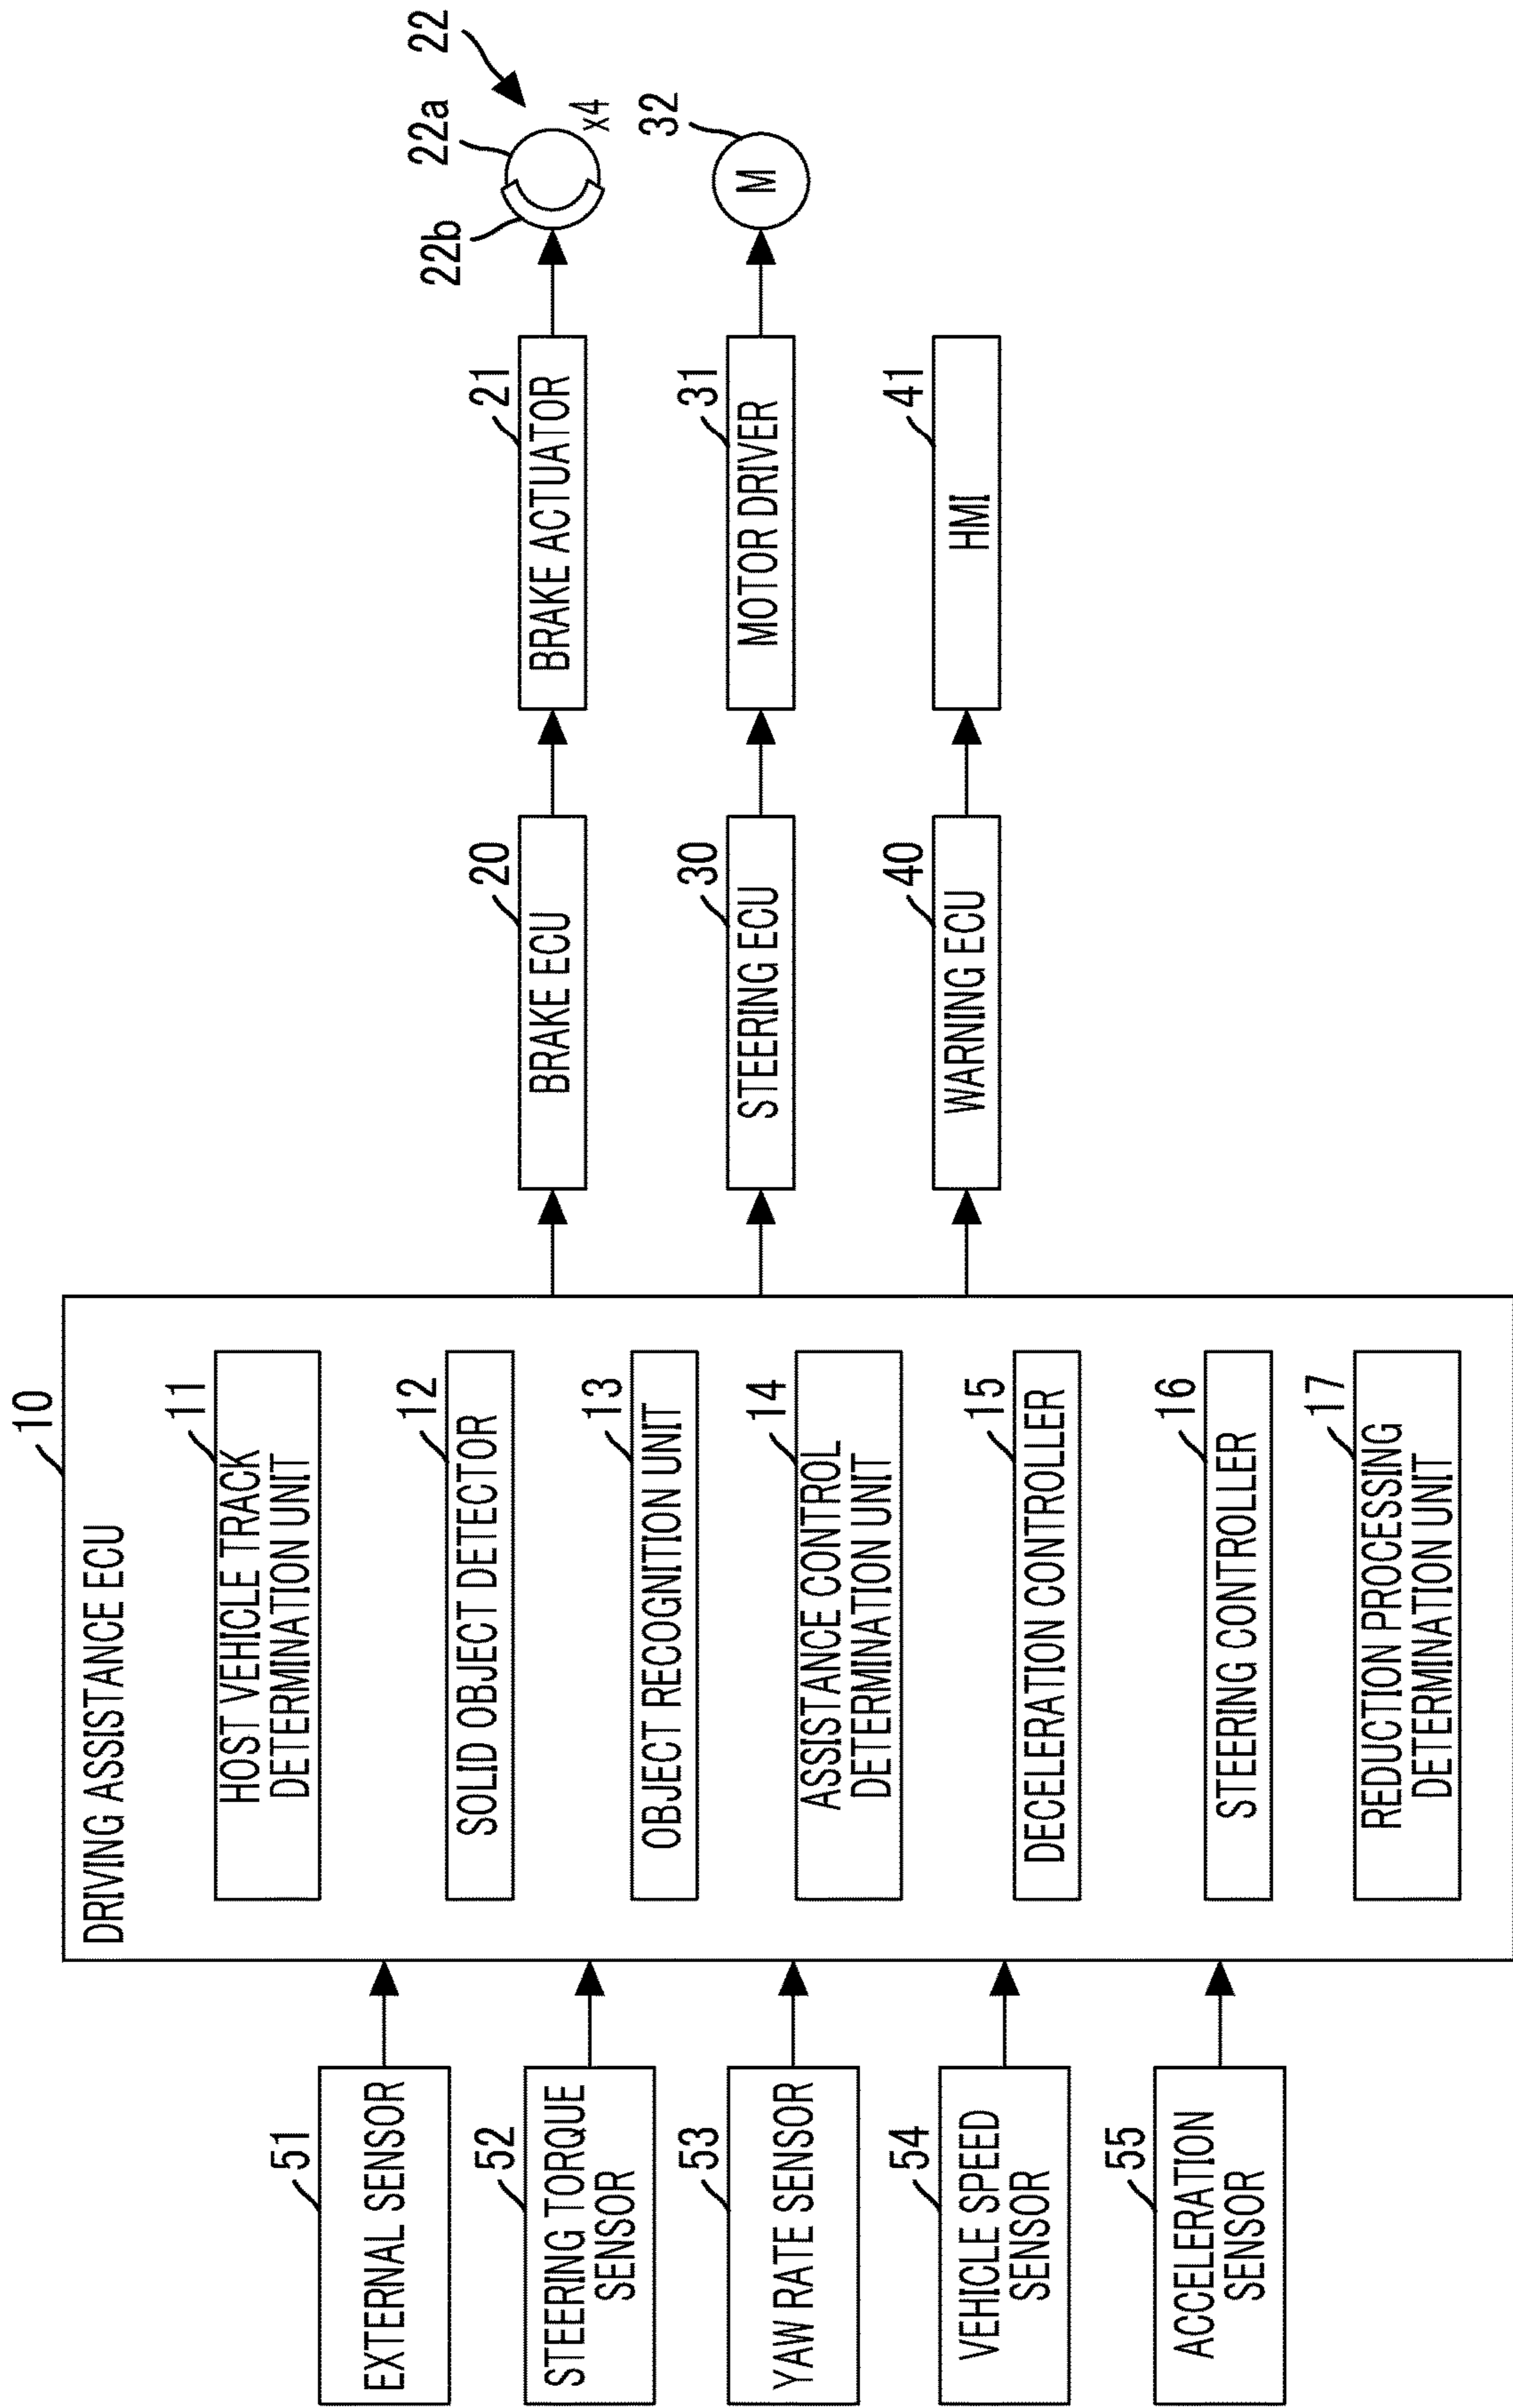 10
DRIVING ASSISTANCE ECU
51
EXTERNAL SENSOR
52
STEERING TORQUE
SENSOR
53
YAW RATE SENSOR
54
VEHICLE SPEED
SENSOR
55
ACCELERATION
SENSOR
11
HOST VEHICLE TRACK
DETERMINATION UNIT
12
SOLID OBJECT DETECTOR
13
OBJECT RECOGNITION UNIT
14
ASSISTANCE CONTROL
DETERMINATION UNIT
15
DECELERATION CONTROLLER
16
STEERING CONTROLLER
17
REDUCTION PROCESSING
DETERMINATION UNIT
20
BRAKE ECU
21
BRAKE ACTUATOR
22b
22a
22
x4
30
STEERING ECU
31
MOTOR DRIVER
32
M
40
WARNING ECU
41
HMI